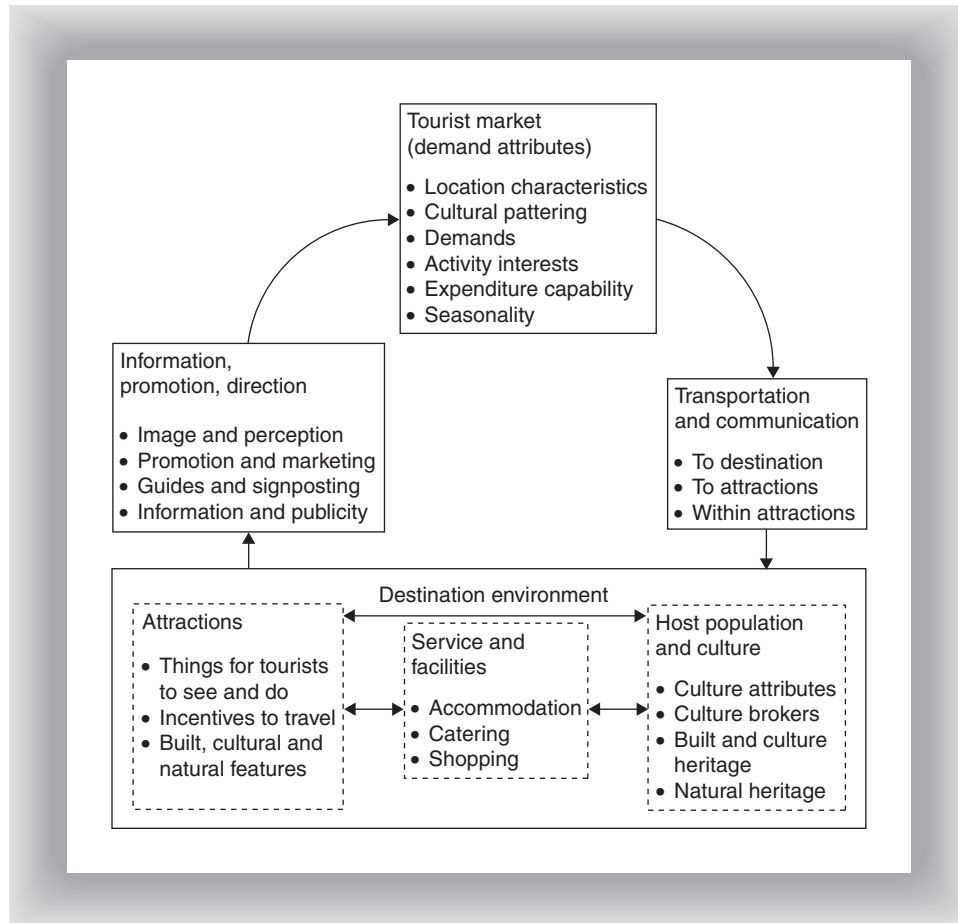 Tourist market
(demand attributes)
• Location characteristics
• Cultural pattering
• Demands
• Activity interests
• Expenditure capability
• Seasonality
Information,
promotion, direction
• Image and perception
• Promotion and marketing
• Guides and signposting
• Information and publicity
Transportation
and communication
• To destination
• To attractions
• Within attractions
Destination environment
Attractions
• Things for tourists
to see and do
• Incentives to travel
• Built, cultural and
natural features
Service and
facilities
• Accommodation
• Catering
• Shopping
Host population
and culture
• Culture attributes
• Culture brokers
• Built and culture
heritage
• Natural heritage